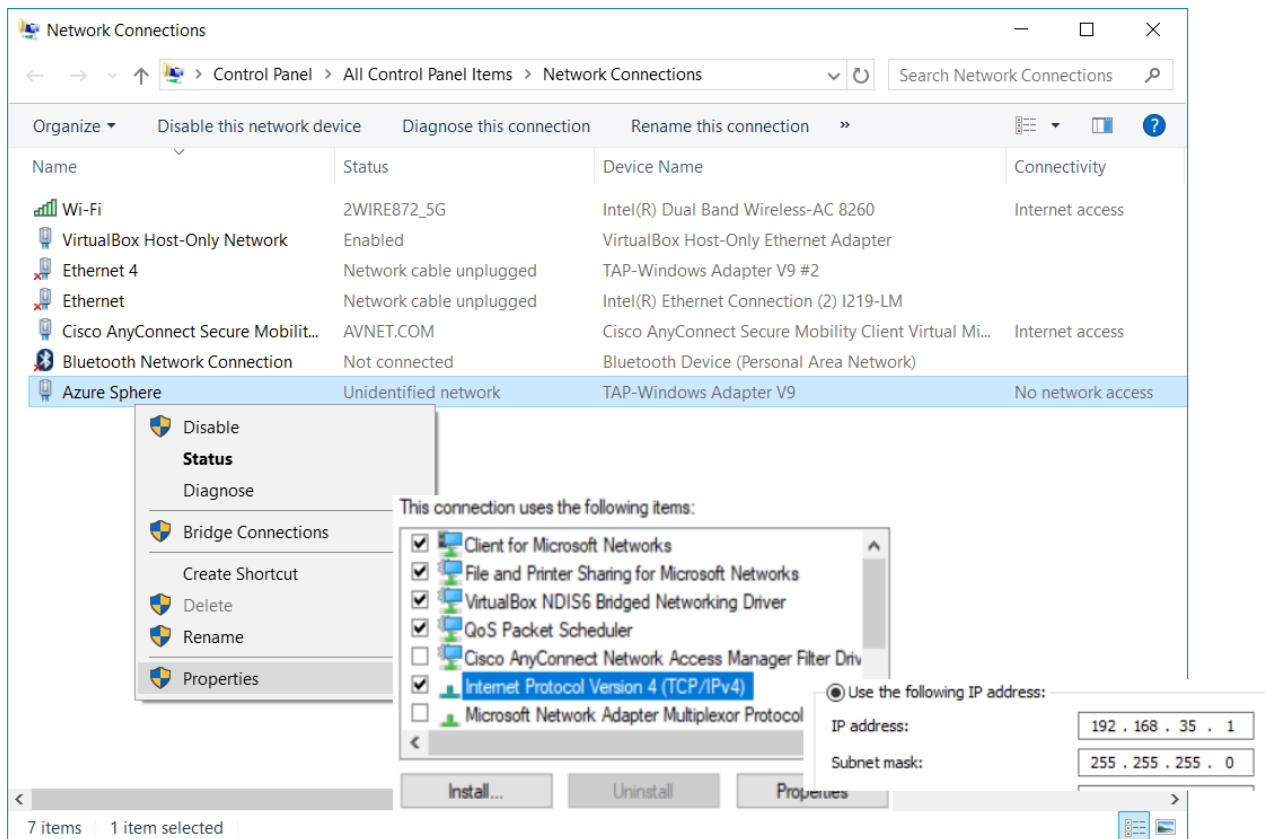 Network Connections
Control Panel > All Control Panel Items > Network Connections
Search Network Connections
Organize Disable this network device Diagnose this connection Rename this connection »
Name Status Device Name Connectivity
Wi-Fi 2WIRE872_5G Intel(R) Dual Band Wireless-AC 8260 Internet access
VirtualBox Host-Only Network Enabled VirtualBox Host-Only Ethernet Adapter
Ethernet 4 Network cable unplugged TAP-Windows Adapter V9 #2
Ethernet Network cable unplugged Intel(R) Ethernet Connection (2) I219-LM
Cisco AnyConnect Secure Mobilit... AVNET.COM Cisco AnyConnect Secure Mobility Client Virtual Mi... Internet access
Bluetooth Network Connection Not connected Bluetooth Device (Personal Area Network)
Azure Sphere Unidentified network TAP-Windows Adapter V9 No network access
Disable
Status
Diagnose
Bridge Connections
Create Shortcut
Delete
Rename
Properties
This connection uses the following items:
Client for Microsoft Networks
File and Printer Sharing for Microsoft Networks
VirtualBox NDIS6 Bridged Networking Driver
QoS Packet Scheduler
Cisco AnyConnect Network Access Manager Filter Driv
Internet Protocol Version 4 (TCP/IPv4)
Microsoft Network Adapter Multiplexor Protocol
Install... Uninstall Properties
Use the following IP address:
IP address: 192 . 168 . 35 . 1
Subnet mask: 255 . 255 . 255 . 0
7 items 1 item selected